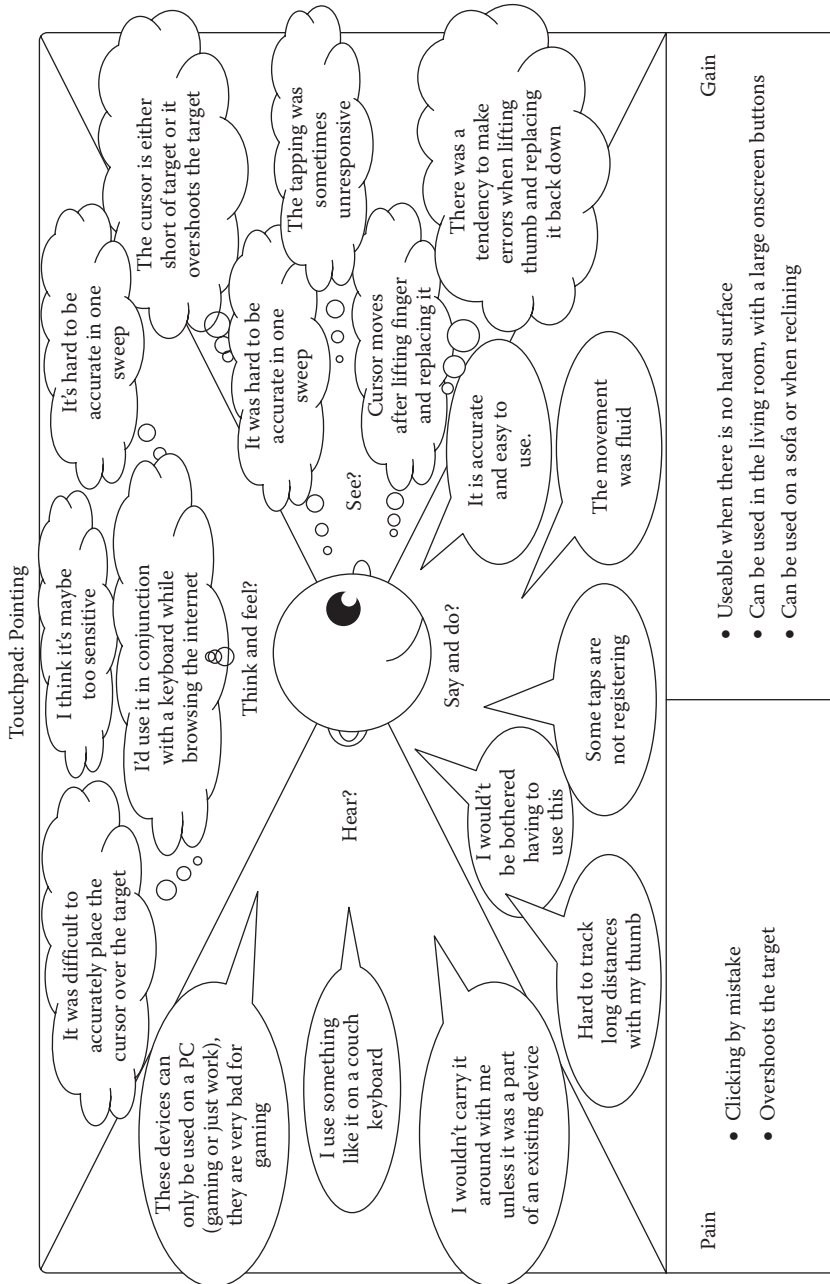 Touchpad: Pointing
It was difficult to
accurately place the
cursor over the target
I think it's maybe
too sensitive
I'd use it in conjunction
with a keyboard while
browsing the internet
It's hard to be
accurate in one
sweep
Think and feel?
The cursor is either
short of target or it
overshoots the target
It was hard to be
accurate in one
sweep
The tapping was
sometimes
unresponsive
Cursor moves
after lifting finger
and replacing it
There was a
tendency to make
errors when lifting
thumb and replacing
it back down
See?
These devices can
only be used on a PC
(gaming or just work),
they are very bad for
gaming
I use something
like it on a couch
keyboard
I wouldn't carry it
around with me
unless it was a part
of an existing device
Hear?
Say and do?
It is accurate
and easy to
use.
The movement
was fluid
I would't
be bothered
having to
use this
Some taps are
not registering
Hard to track
long distances
with my thumb
Pain
• Clicking by mistake
• Overshoots the target
Gain
• Useable when there is no hard surface
• Can be used in the living room, with a large onscreen buttons
• Can be used on a sofa or when reclining